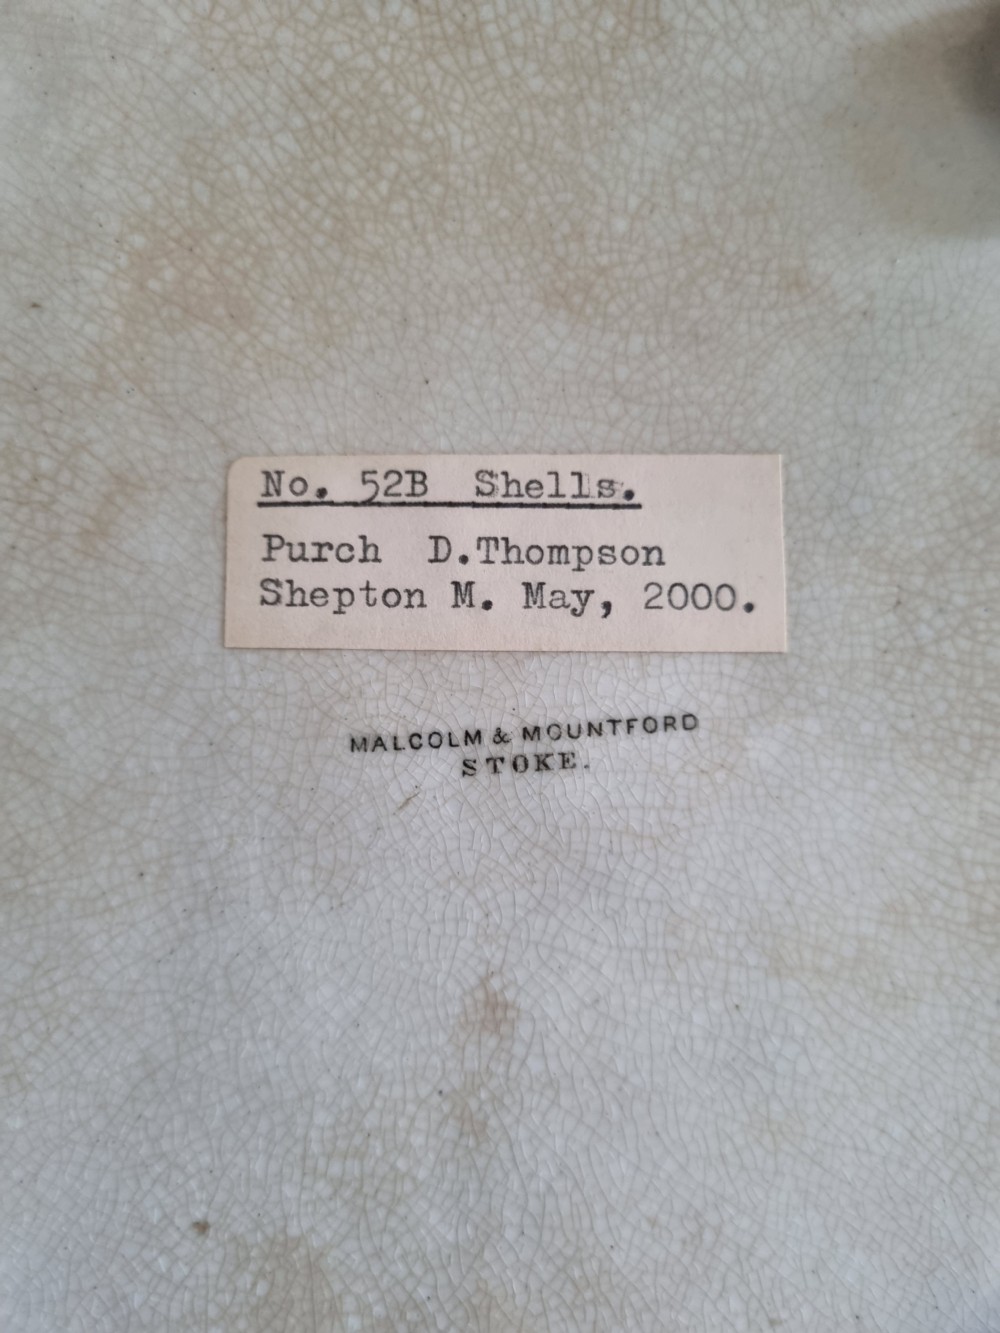 No. 52B Shells.
Purch D.Thompson
Shepton M. May, 2000.
MALCOLM & MOUNTFORD
STOKE.